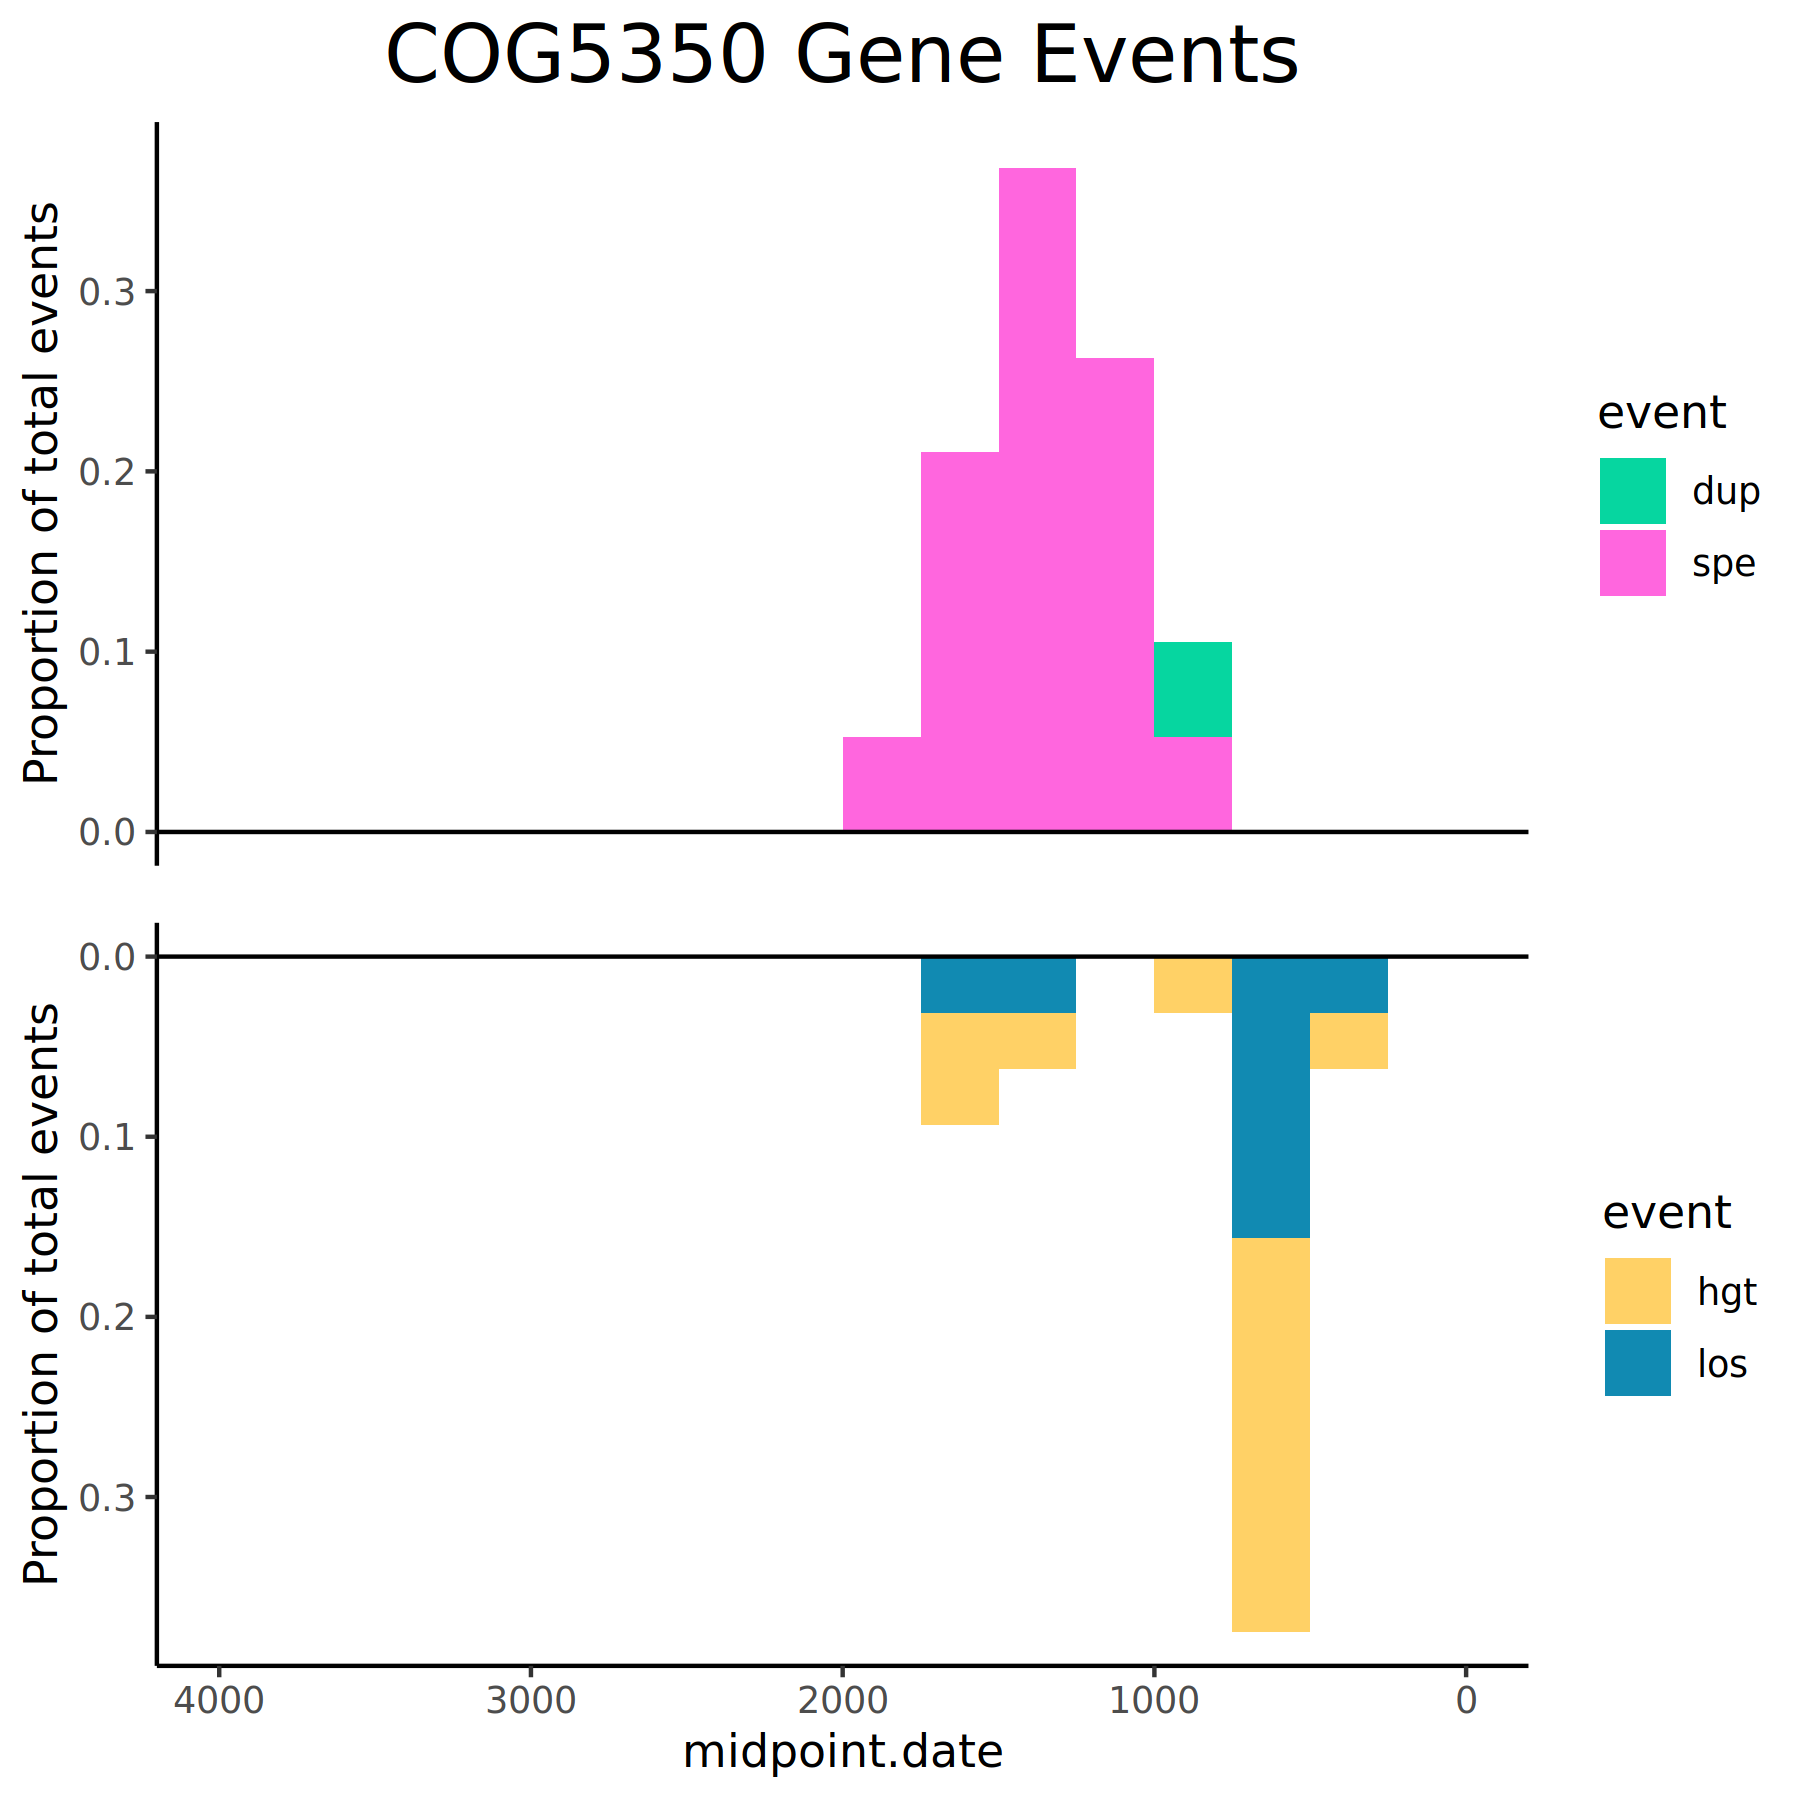 COG5350 Gene Events
Proportion of total events
0.3
0.2
0.1
0.0
event
dup
spe
Proportion of total events
0.0
0.1
0.2
0.3
event
hgt
los
4000 3000 2000 1000 0
midpoint.date